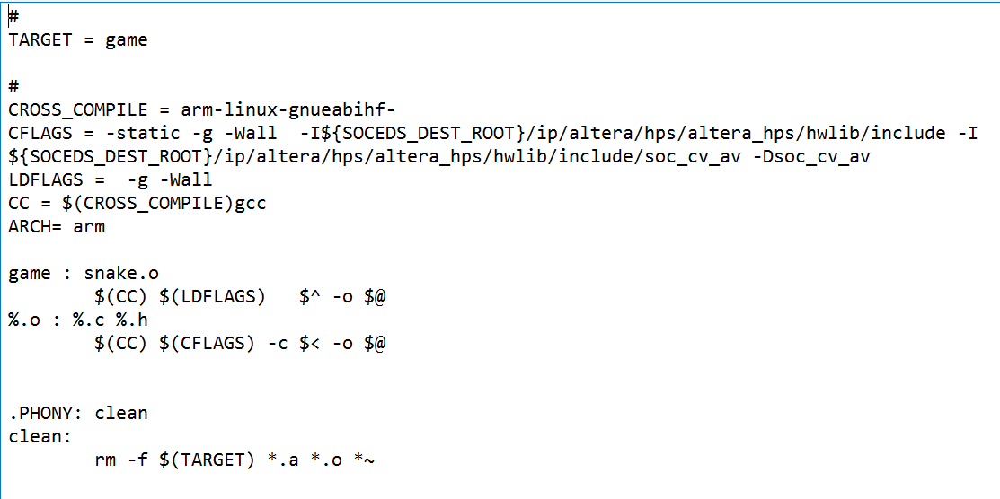 #
TARGET = game
#
CROSS_COMPILE = arm-linux-gnueabihf-
CFLAGS = -static -g -Wall  -I${SOCEDS_DEST_ROOT}/ip/altera/hps/altera_hps/hwlib/include -I
${SOCEDS_DEST_ROOT}/ip/altera/hps/altera_hps/hwlib/include/soc_cv_av -Dsoc_cv_av
LDFLAGS =  -g -Wall
CC = $(CROSS_COMPILE)gcc
ARCH= arm
game : snake.o
        $(CC) $(LDFLAGS)   $^ -o $@
%.o : %.c %.h
        $(CC) $(CFLAGS) -c $< -o $@
.PHONY: clean
clean:
        rm -f $(TARGET) *.a *.o *~